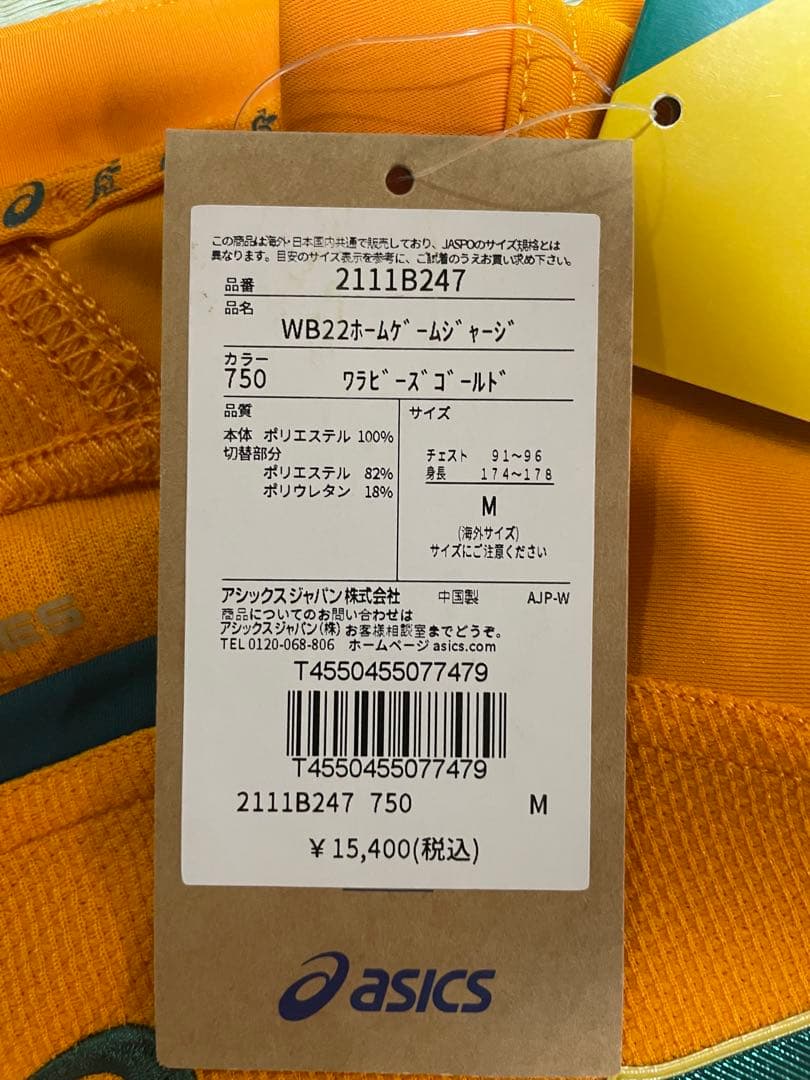 この商品は海外・日本国内共通で販売しており、JASPOのサイズ規格とは
異なります。目安のサイズ表示を参考に、ご試着のうえお買い求め下さい。
品番 2111B247
品名
WB22ホームゲームジャージ
カラー
750 ワラビーズゴールド
品質
本体 ポリエステル 100%
切替部分
ポリエステル 82%
ポリウレタン 18%
サイズ
チェスト 91〜96
身長 174〜178
M
(海外サイズ)
サイズにご注意ください
アシックスジャパン株式会社 中国製 AJP-W
商品についてのお問い合わせは
アシックスジャパン(株)お客様相談室までどうぞ。
TEL 0120-068-806 ホームページ asics.com
T4550455077479
T4550455077479
2111B247 750 M
¥15,400(税込)
asics